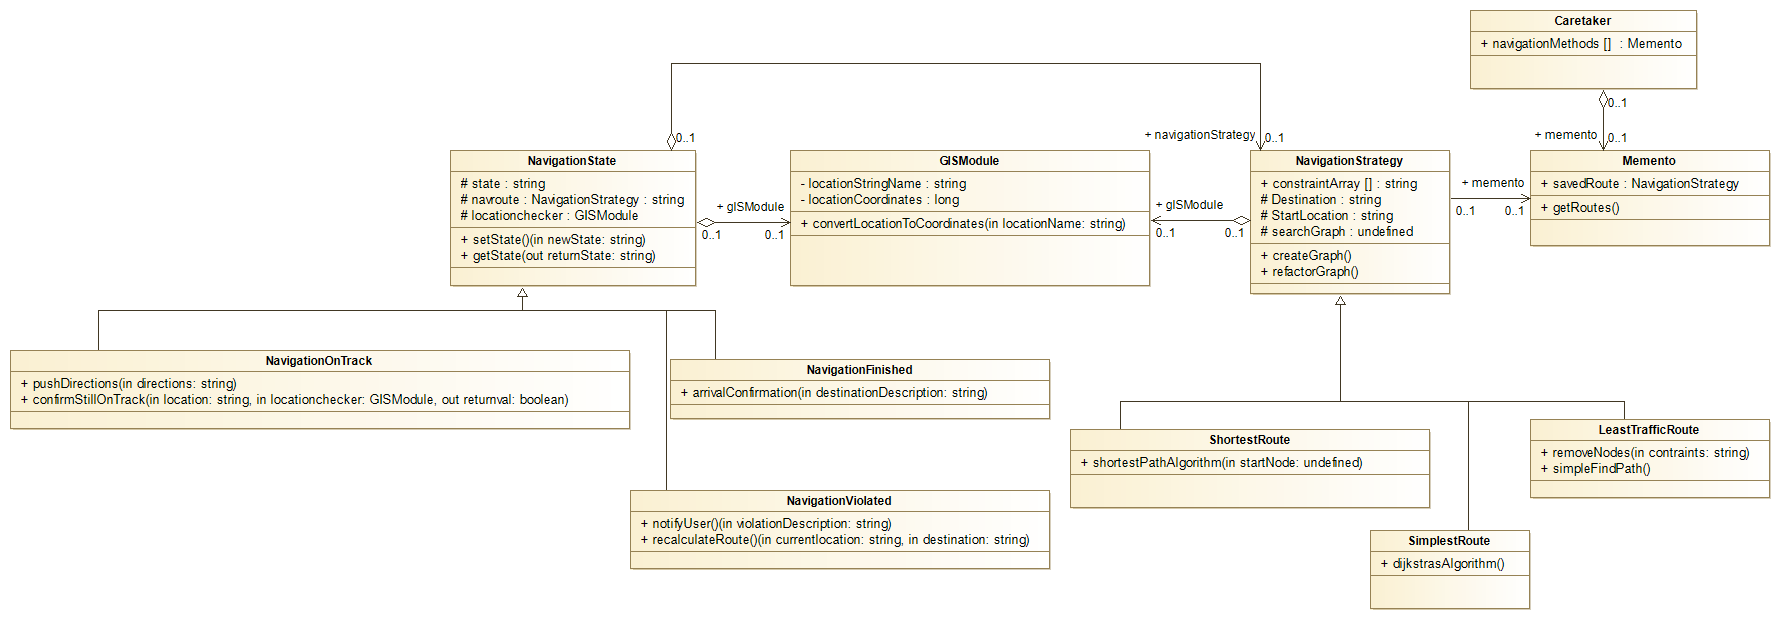 Caretaker
+ navigationMethods [] : Memento
0..1
+ memento
0..1
0..1
+ navigationStrategy
0..1
NavigationState
# state : string
# navroute : NavigationStrategy : string
# locationchecker : GISModule
+ setState()(in newState: string)
+ getState(out returnState: string)
+ gISModule
0..1
0..1
GISModule
- locationStringName : string
- locationCoordinates : long
+ convertLocationToCoordinates(in locationName: string)
+ gISModule
0..1
0..1
NavigationStrategy
+ constraintArray [] : string
# Destination : string
# StartLocation : string
# searchGraph : undefined
+ createGraph()
+ refactorGraph()
+ memento
0..1
0..1
Memento
+ savedRoute : NavigationStrategy
+ getRoutes()
NavigationOnTrack
+ pushDirections(in directions: string)
+ confirmStillOnTrack(in location: string, in locationchecker: GISModule, out returnval: boolean)
NavigationFinished
+ arrivalConfirmation(in destinationDescription: string)
NavigationViolated
+ notifyUser()(in violationDescription: string)
+ recalculateRoute()(in currentlocation: string, in destination: string)
ShortestRoute
+ shortestPathAlgorithm(in startNode: undefined)
LeastTrafficRoute
+ removeNodes(in contraints: string)
+ simpleFindPath()
SimplestRoute
+ dijkstrasAlgorithm()